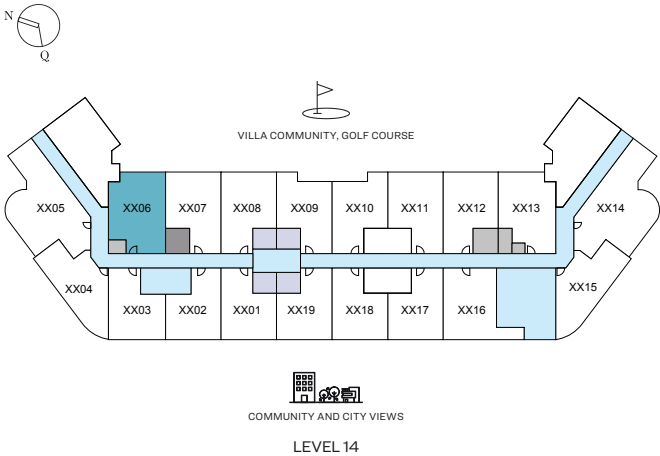 N
Q
VILLA COMMUNITY, GOLF COURSE
XX05 XX06 XX07 XX08 XX09 XX10 XX11 XX12 XX13 XX14
XX04 XX15
XX03 XX02 XX01 XX19 XX18 XX17 XX16
COMMUNITY AND CITY VIEWS
LEVEL 14